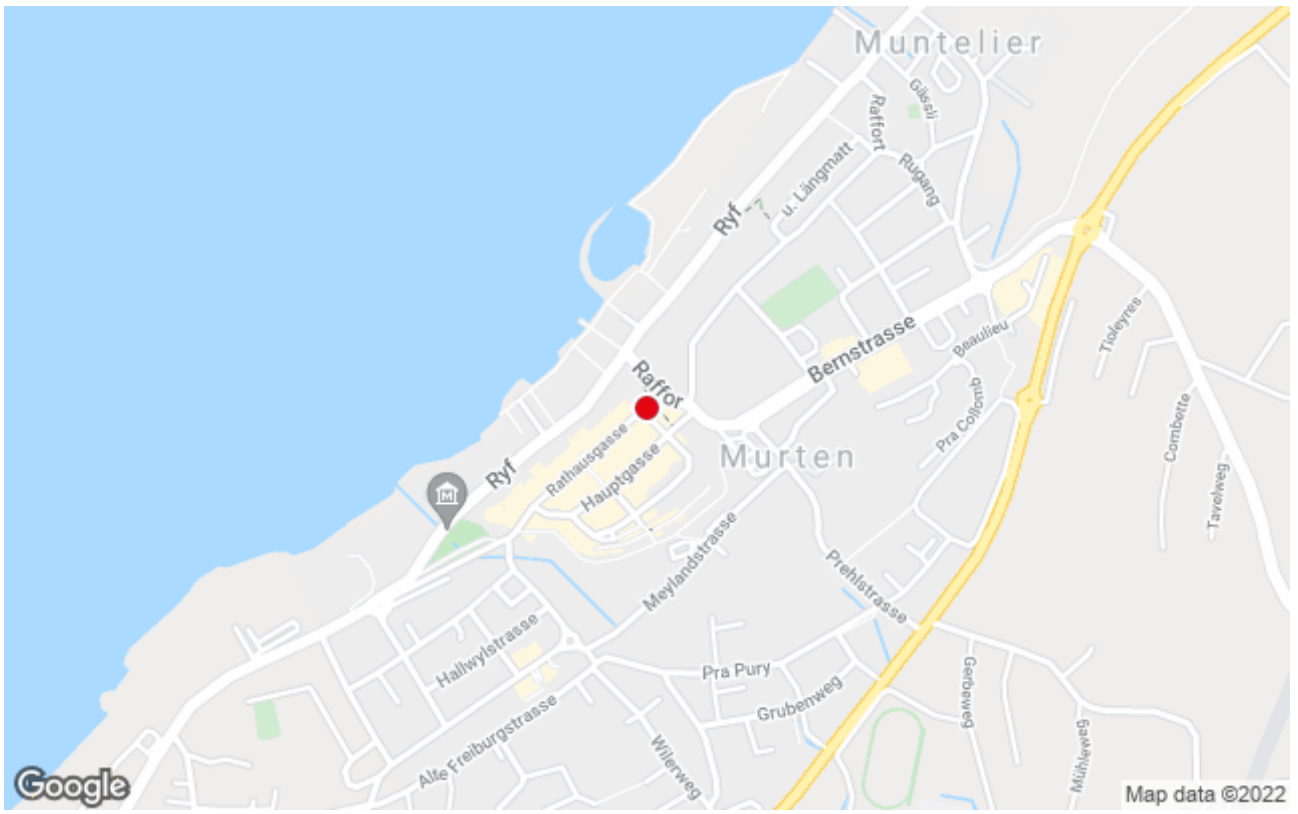 Muntelier
Gässli
Raffort
Rugang
u. Längmatt
Ryf
Tioleyres
Bernstrasse
Beaulieu
Raffor
Combette
Pra Collomb
Rathausgasse
Hauptgasse
Murten
Ryf
M
Tavelweg
Meylandstrasse
Prehlstrasse
Hallwylstrasse
Pra Pury
Gerbeweg
Grubenweg
Alte Freiburgstrasse
Wilerweg
Mühleweg
Google
Map data ©2022